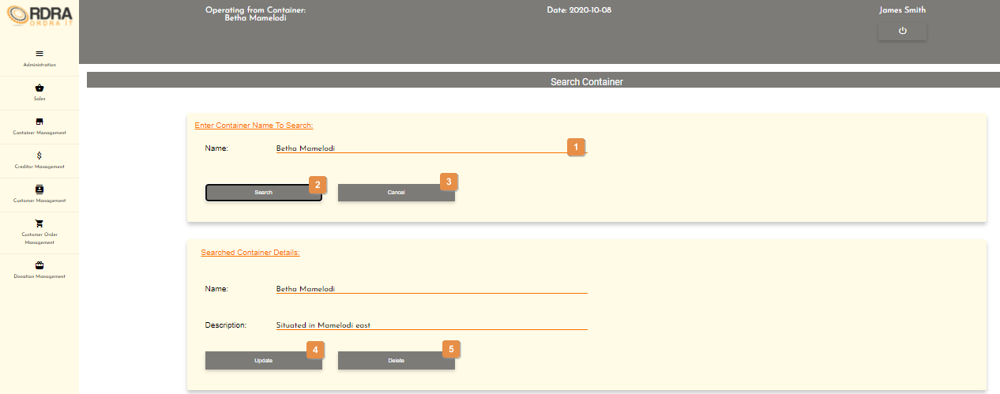 ORDRA
ORDRA IT
Operating from Container:
Betha Mamelodi
Date: 2020-10-08
James Smith
Administration
Sales
Container Management
Creditor Management
Customer Management
Customer Order
Management
Donation Management
Search Container
Enter Container Name To Search:
Name: Betha Mamelodi 1
Search 2 Cancel 3
Searched Container Details:
Name: Betha Mamelodi
Description: Situated in Mamelodi east
Update 4 Delete 5